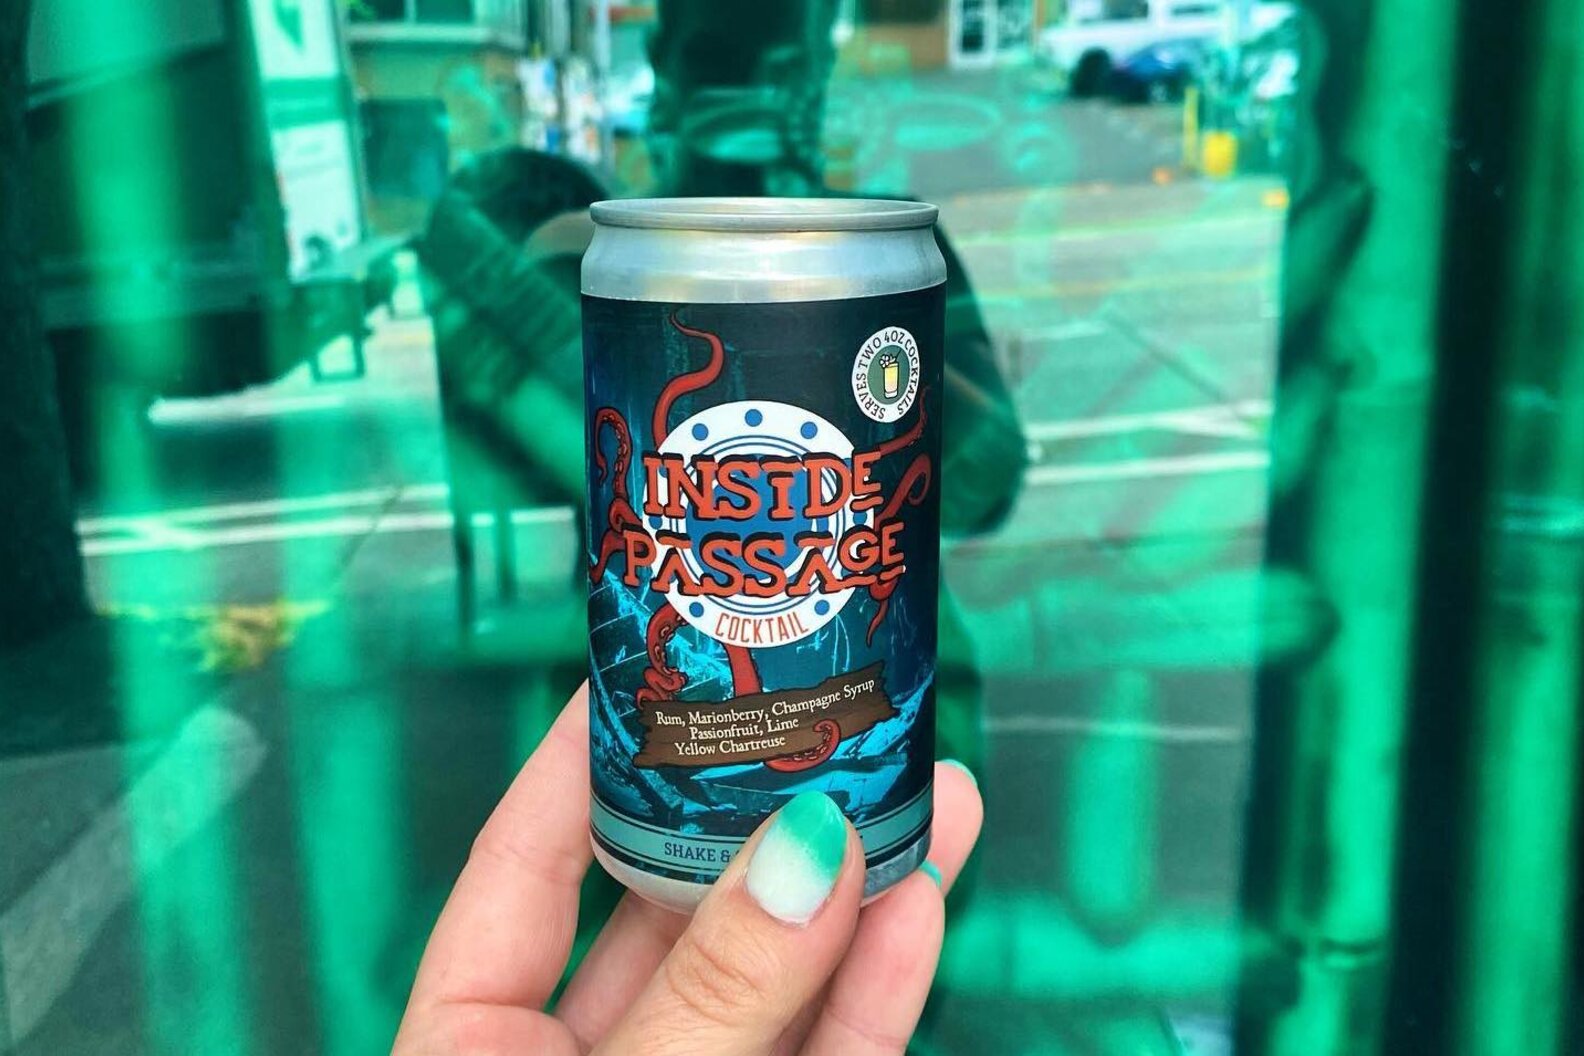 SERVES TWO 4OZ COCKTAILS
INSIDE
PASSAGE
COCKTAIL
Rum, Marionberry, Champagne Syrup
Passionfruit, Lime
Yellow Chartreuse
SHAKE &